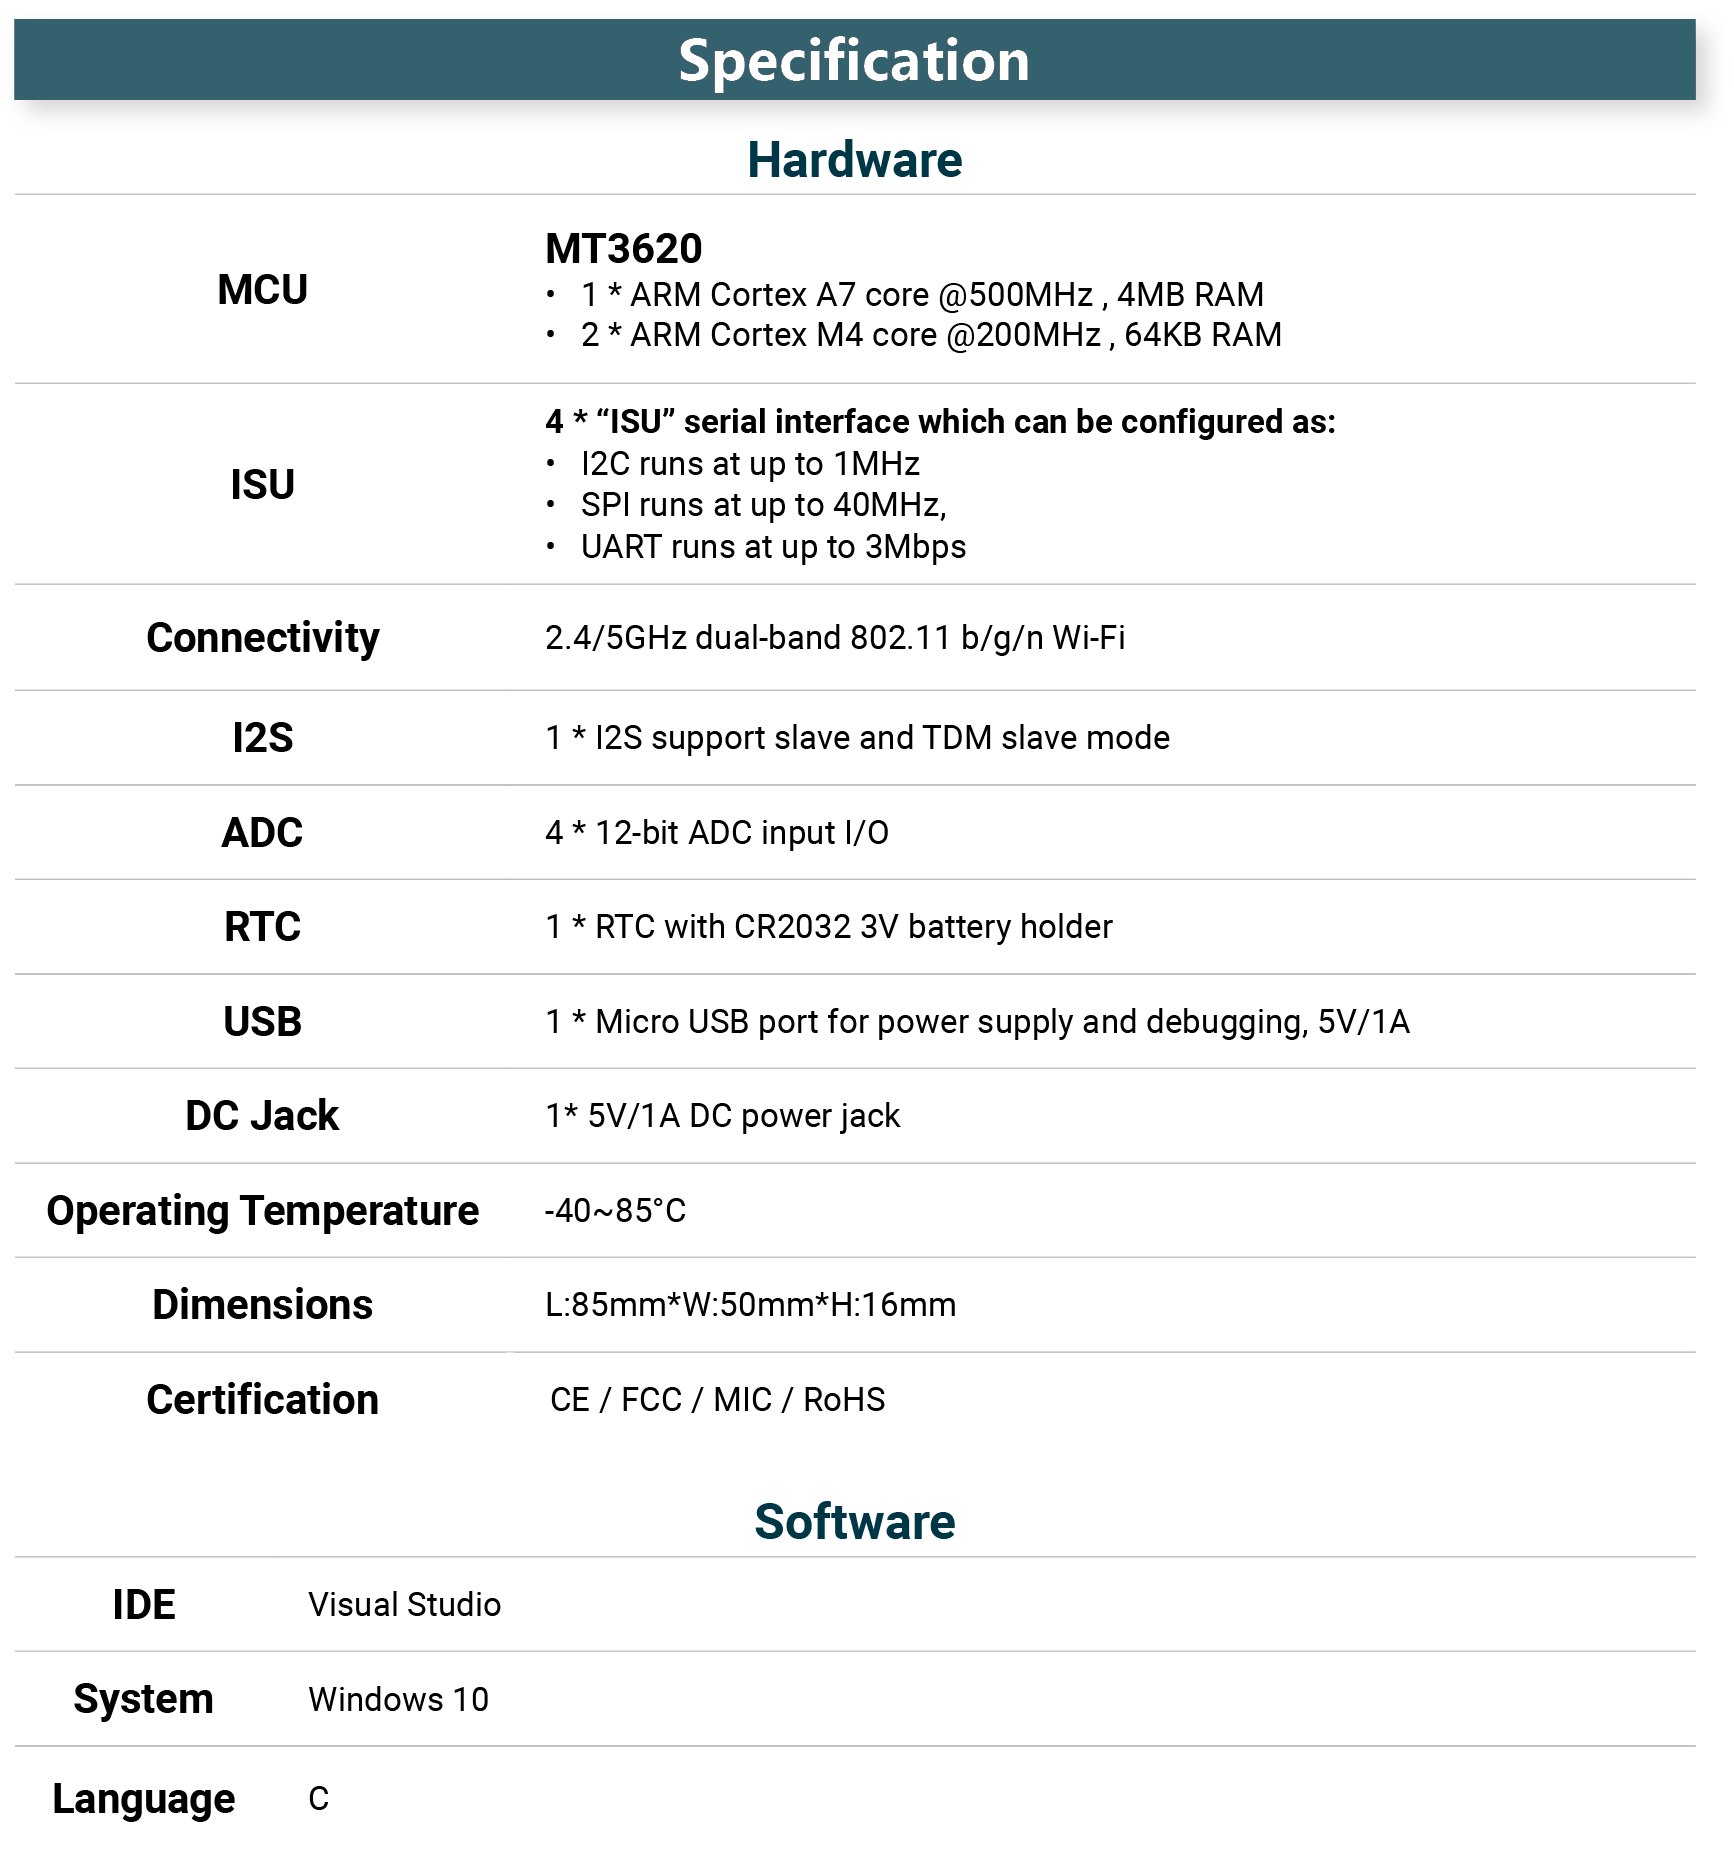 Specification
Hardware
MCU
MT3620
• 1 * ARM Cortex A7 core @500MHz , 4MB RAM
• 2 * ARM Cortex M4 core @200MHz , 64KB RAM
ISU
4 * “ISU” serial interface which can be configured as:
• I2C runs at up to 1MHz
• SPI runs at up to 40MHz,
• UART runs at up to 3Mbps
Connectivity 2.4/5GHz dual-band 802.11 b/g/n Wi-Fi
I2S 1 * I2S support slave and TDM slave mode
ADC 4 * 12-bit ADC input I/O
RTC 1 * RTC with CR2032 3V battery holder
USB 1 * Micro USB port for power supply and debugging, 5V/1A
DC Jack 1* 5V/1A DC power jack
Operating Temperature -40~85°C
Dimensions L:85mm*W:50mm*H:16mm
Certification CE / FCC / MIC / RoHS
Software
IDE Visual Studio
System Windows 10
Language C